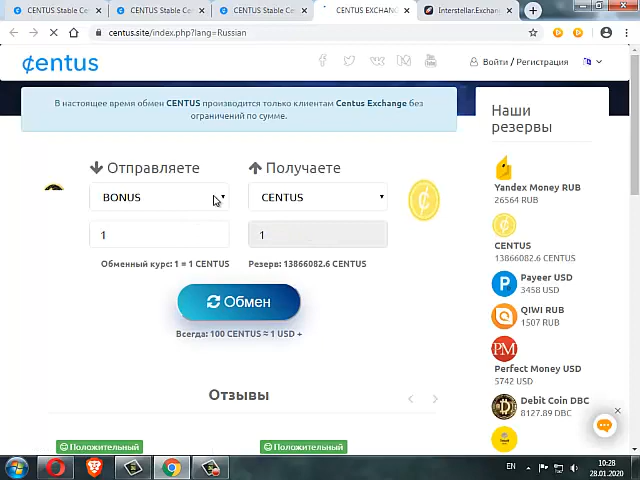 CENTUS Stable Ce
CENTUS Stable Ce
CENTUS Stable Ce
CENTUS EXCHANG
Interstellar.Exchan
centus.site/index.php?lang=Russian
¢entus
Войти / Регистрация
В настоящее время обмен CENTUS производится только клиентам Centus Exchange без
ограничений по сумме.
Отправляете
Получаете
BONUS
CENTUS
1
1
Обменный курс: 1 = 1 CENTUS
Резерв: 13866082.6 CENTUS
Обмен
Всегда: 100 CENTUS ≈ 1 USD +
Отзывы
Положительный
Положительный
Наши
резервы
Yandex Money RUB
26564 RUB
CENTUS
13866082.6 CENTUS
Payeer USD
3458 USD
QIWI RUB
1507 RUB
Perfect Money USD
5742 USD
Debit Coin DBC
8127.89 DBC
EN
10:28
28.01.2020